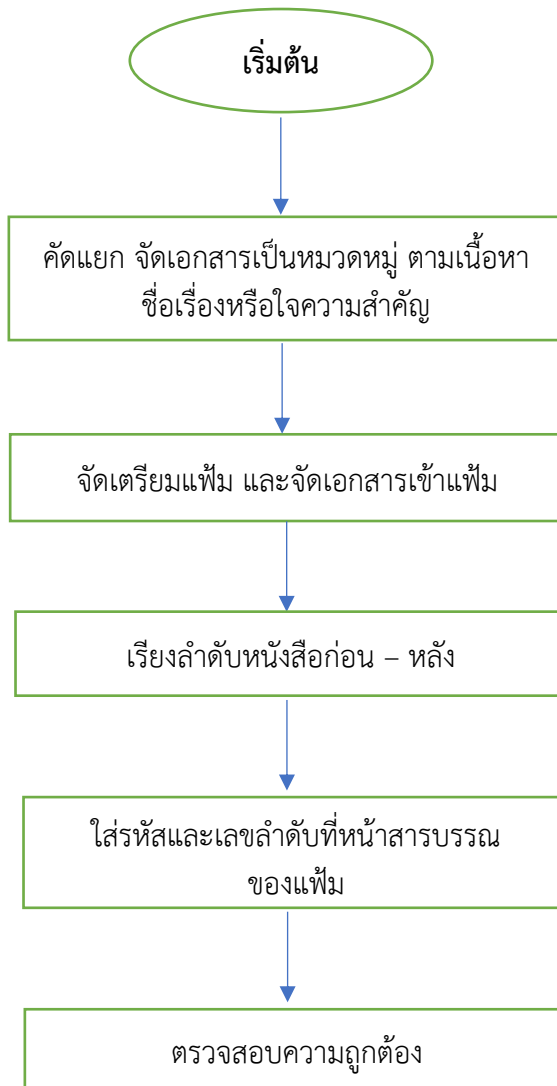 เริ่มต้น
คัดแยก จัดเอกสารเป็นหมวดหมู่ ตามเนื้อหา
ชื่อเรื่องหรือใจความสำคัญ
จัดเตรียมแฟ้ม และจัดเอกสารเข้าแฟ้ม
เรียงลำดับหนังสือก่อน – หลัง
ใส่รหัสและเลขลำดับที่หน้าสารบรรณ
ของแฟ้ม
ตรวจสอบความถูกต้อง